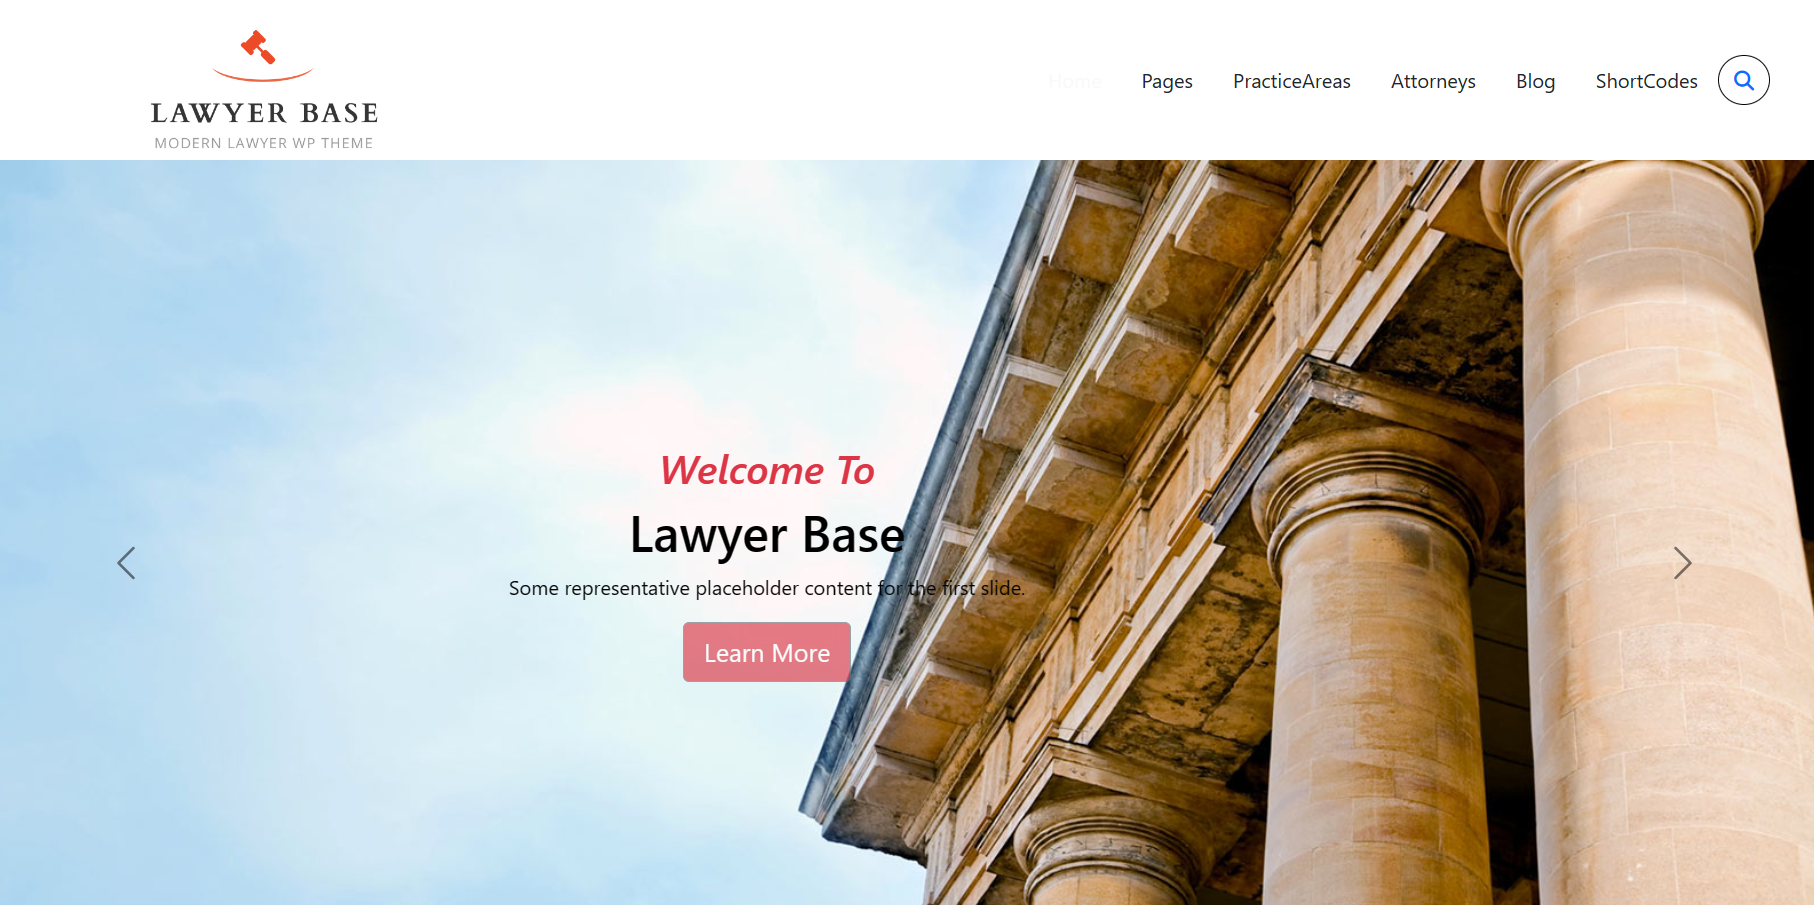 LAWYER BASE
MODERN LAWYER WP THEME
Home Pages PracticeAreas Attorneys Blog ShortCodes
Welcome To
Lawyer Base
Some representative placeholder content for the first slide.
Learn More